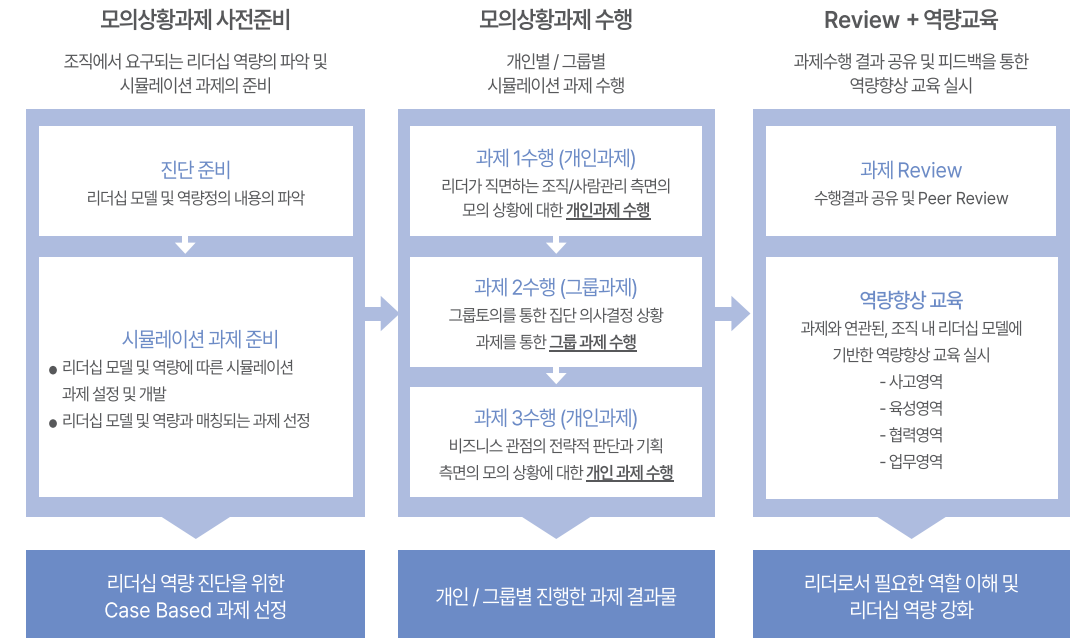 모의상황과제 사전준비
조직에서 요구되는 리더십 역량의 파악 및
시뮬레이션 과제의 준비
진단 준비
리더십 모델 및 역량정의 내용의 파악
시뮬레이션 과제 준비
● 리더십 모델 및 역량에 따른 시뮬레이션
과제 설정 및 개발
● 리더십 모델 및 역량과 매칭되는 과제 선정
리더십 역량 진단을 위한
Case Based 과제 선정
모의상황과제 수행
개인별 / 그룹별
시뮬레이션 과제 수행
과제 1수행 (개인과제)
리더가 직면하는 조직/사람관리 측면의
모의 상황에 대한 개인과제 수행
과제 2수행 (그룹과제)
그룹토의를 통한 집단 의사결정 상황
과제를 통한 그룹 과제 수행
과제 3수행 (개인과제)
비즈니스 관점의 전략적 판단과 기획
측면의 모의 상황에 대한 개인 과제 수행
개인 / 그룹별 진행한 과제 결과물
Review + 역량교육
과제수행 결과 공유 및 피드백을 통한
역량향상 교육 실시
과제 Review
수행결과 공유 및 Peer Review
역량향상 교육
과제와 연관된, 조직 내 리더십 모델에
기반한 역량향상 교육 실시
- 사고영역
- 육성영역
- 협력영역
- 업무영역
리더로서 필요한 역할 이해 및
리더십 역량 강화